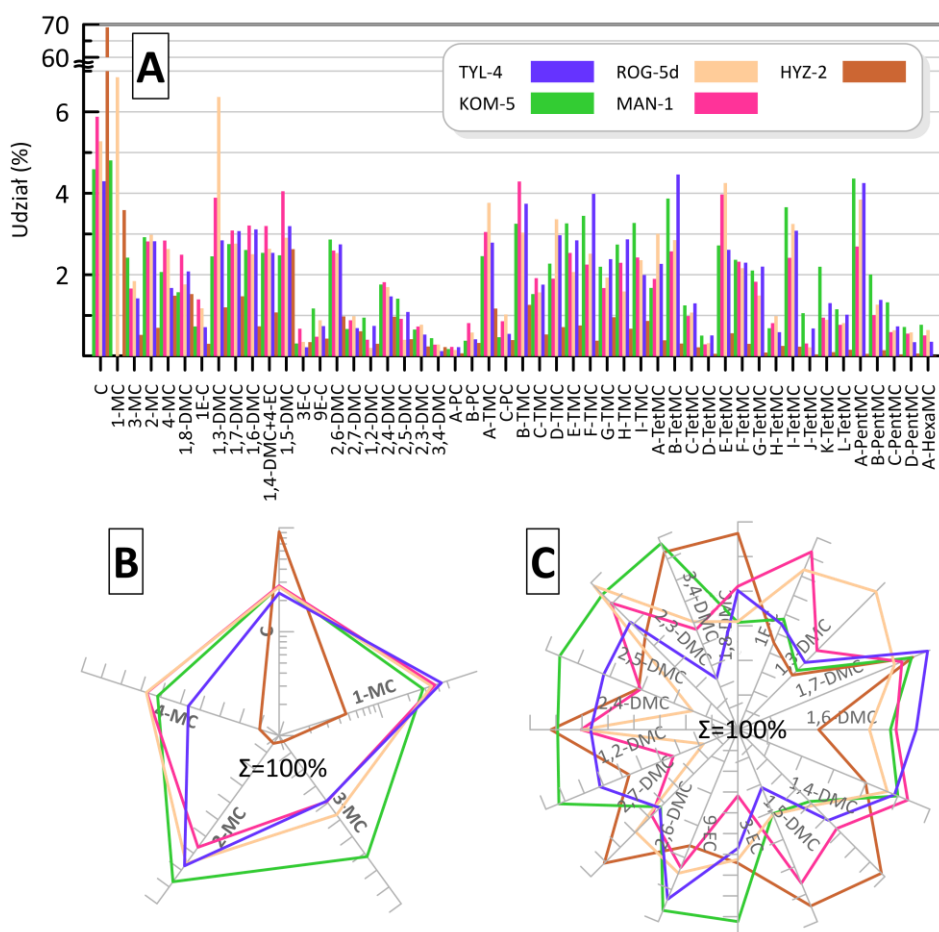 A
70
60
6
4
2
Udział (%)
TYL-4
ROG-5d
HYZ-2
KOM-5
MAN-1
C
1-MC
3-MC
2-MC
4-MC
1,8-DMC
1E-C
1,3-DMC
1,7-DMC
1,6-DMC
1,4-DMC+4-EC
1,5-DMC
3E-C
9E-C
2,6-DMC
2,7-DMC
1,2-DMC
2,4-DMC
2,5-DMC
2,3-DMC
3,4-DMC
A-PC
B-PC
A-TMC
C-PC
B-TMC
C-TMC
D-TMC
E-TMC
F-TMC
G-TMC
H-TMC
I-TMC
A-TetMC
B-TetMC
C-TetMC
D-TetMC
E-TetMC
F-TetMC
G-TetMC
H-TetMC
I-TetMC
J-TetMC
K-TetMC
L-TetMC
A-PentMC
B-PentMC
C-PentMC
D-PentMC
A-HexaMC
B
C
1-MC
3-MC
2-MC
4-MC
Σ=100%
C
1,8-DMC
1,3-DMC
1,7-DMC
1,6-DMC
1,4-DMC
1,5-DMC
3-EC
9-EC
2,6-DMC
2,7-DMC
1,2-DMC
2,4-DMC
2,3-DMC
3,4-DMC
Σ=100%